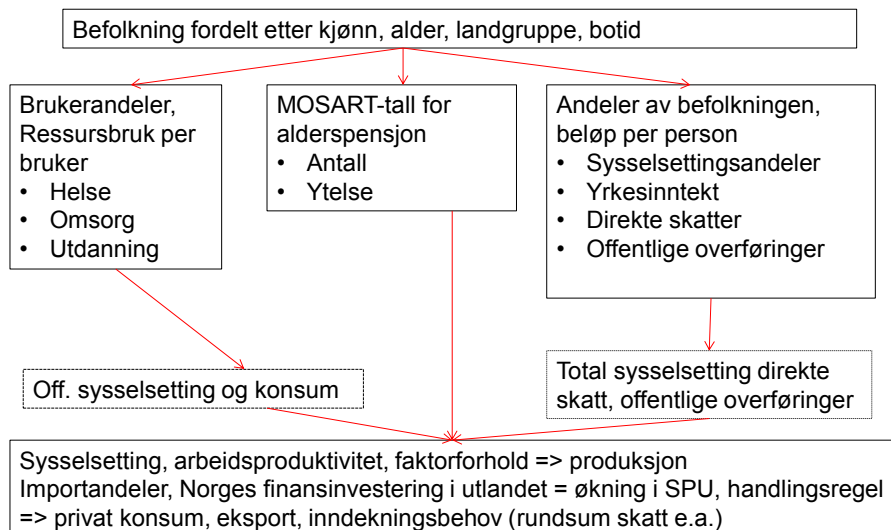 Befolkning fordelt etter kjønn, alder, landgruppe, botid
Brukerandeler,
Ressursbruk per
bruker
• Helse
• Omsorg
• Utdanning
MOSART-tall for
alderspensjon
• Antall
• Ytelse
Andeler av befolkningen,
beløp per person
• Sysselsettingsandeler
• Yrkesinntekt
• Direkte skatter
• Offentlige overføringer
Off. sysselsetting og konsum
Total sysselsetting direkte
skatt, offentlige overføringer
Sysselsetting, arbeidsproduktivitet, faktorforhold => produksjon
Importandeler, Norges finansinvestering i utlandet = økning i SPU, handlingsregel
=> privat konsum, eksport, inndekningsbehov (rundsum skatt e.a.)